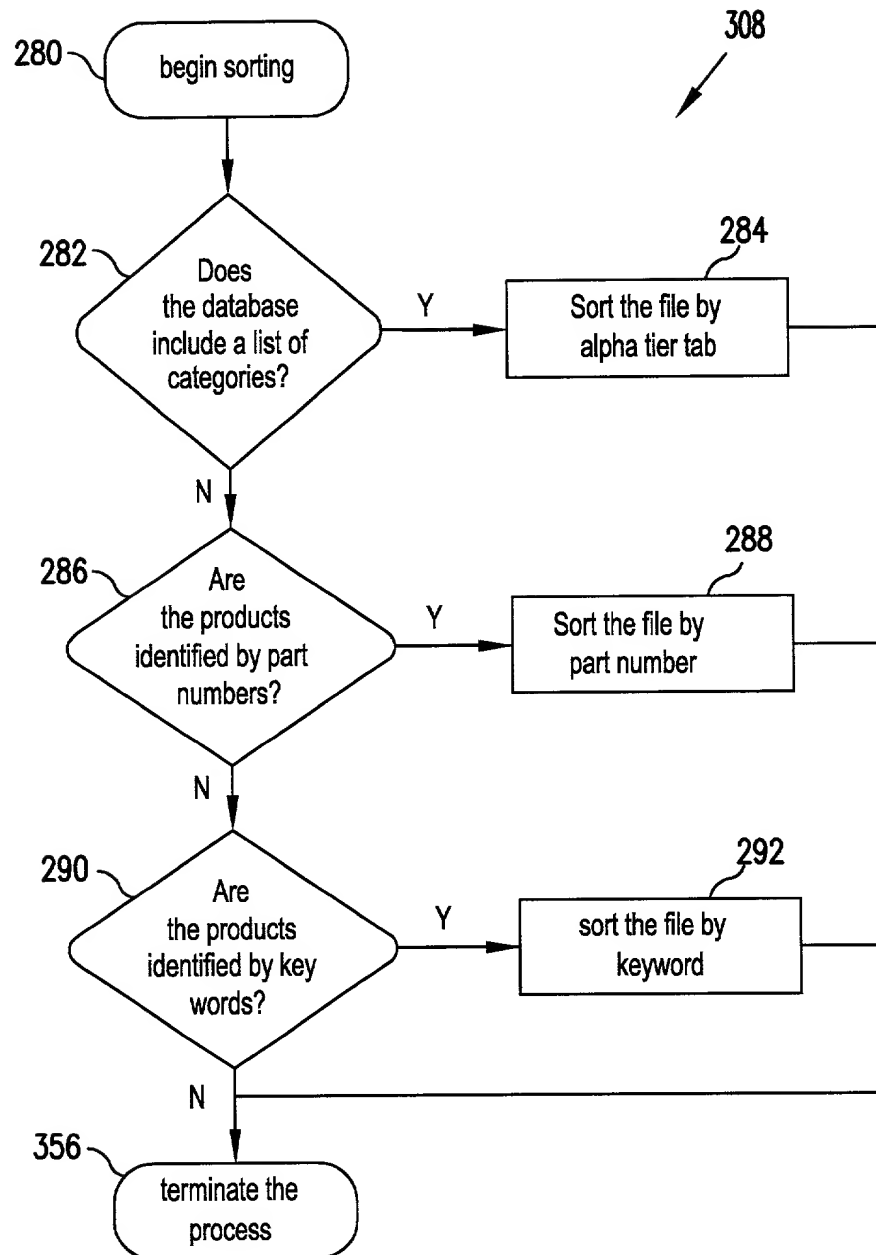 308
280
begin sorting
282
Does
the database
include a list of
categories?
Y
284
Sort the file by
alpha tier tab
N
286
Are
the products
identified by part
numbers?
Y
288
Sort the file by
part number
N
290
Are
the products
identified by key
words?
Y
292
sort the file by
keyword
N
356
terminate the
process